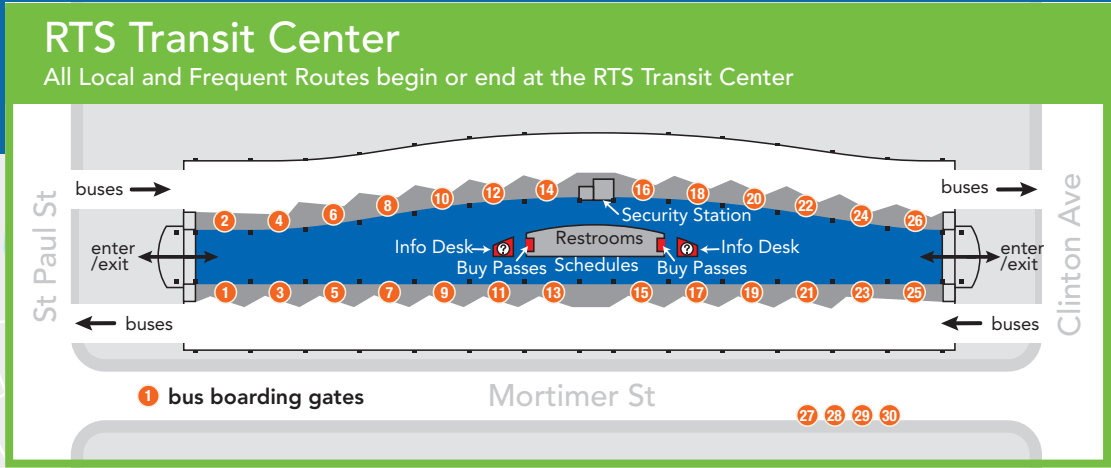 RTS Transit Center
All Local and Frequent Routes begin or end at the RTS Transit Center
St Paul St
Clinton Ave
buses
buses
2 4 6 8 10 12 14 16 18 20 22 24 26
Security Station
enter
/exit
Info Desk
?
Restrooms
?
Info Desk
enter
/exit
Buy Passes
Schedules
Buy Passes
1 3 5 7 9 11 13 15 17 19 21 23 25
buses
buses
1 bus boarding gates
Mortimer St
27 28 29 30